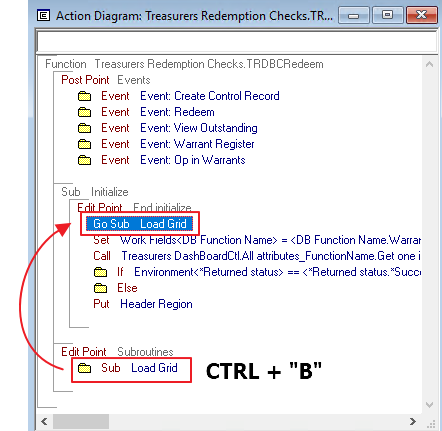 Action Diagram: Treasurers Redemption Checks.TR...
Function Treasurers Redemption Checks.TRDBCRedeem
Post Point Events
Event Event: Create Control Record
Event Event: Redeem
Event Event: View Outstanding
Event Event: Warrant Register
Event Event: Op in Warrants
Sub Initialize
Edit Point End initialize
Go Sub Load Grid
Set Work Fields<DB Function Name> = <DB Function Name.Warran
Call Treasurers DashBoardCtl.All attributes_FunctionName.Get one i
If Environment<*Returned status> == <*Returned status.*Succ
Else
Put Header Region
Edit Point Subroutines
Sub Load Grid
CTRL + "B"